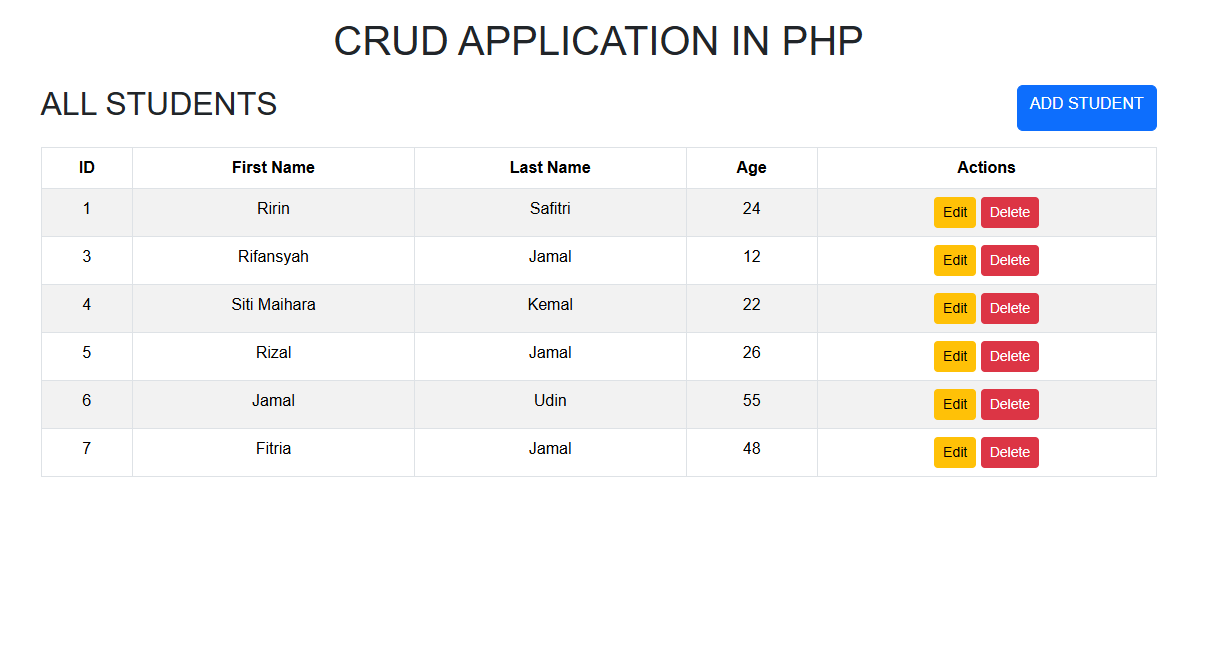 CRUD APPLICATION IN PHP
ALL STUDENTS ADD STUDENT
ID First Name Last Name Age Actions
1 Ririn Safitri 24 Edit Delete
3 Rifansyah Jamal 12 Edit Delete
4 Siti Maihara Kemal 22 Edit Delete
5 Rizal Jamal 26 Edit Delete
6 Jamal Udin 55 Edit Delete
7 Fitria Jamal 48 Edit Delete